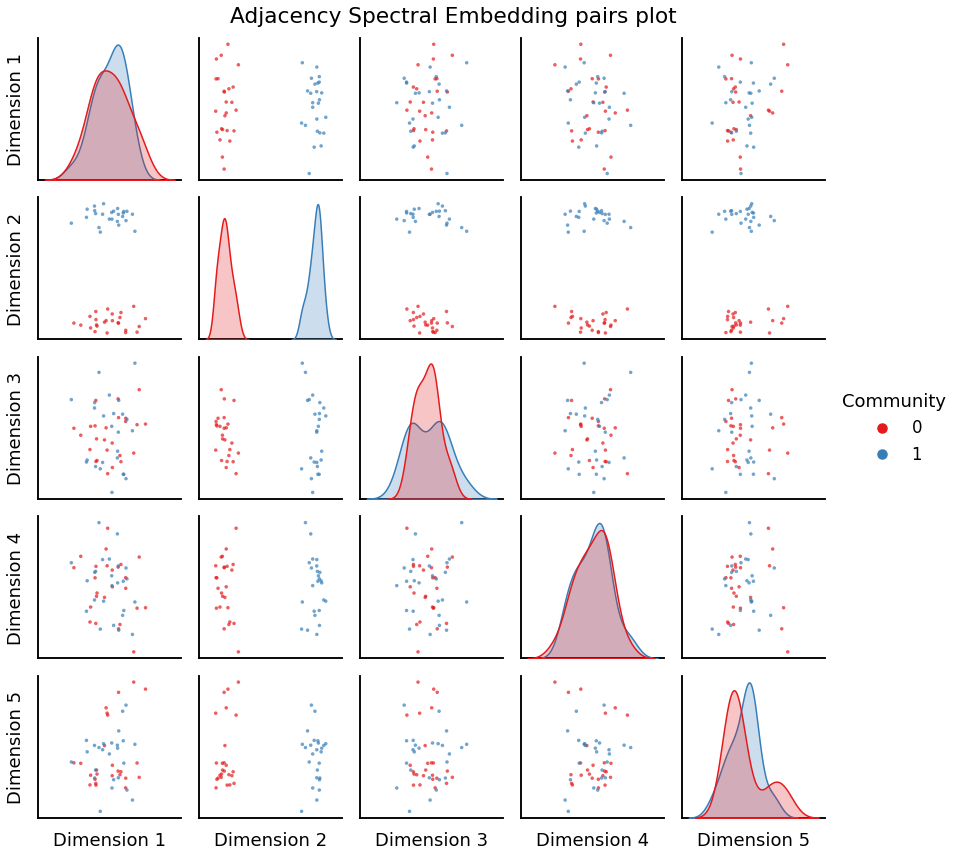 Adjacency Spectral Embedding pairs plot
Dimension 1
Dimension 2
Dimension 3
Dimension 4
Dimension 5
Community
0
1
Dimension 1
Dimension 2
Dimension 3
Dimension 4
Dimension 5